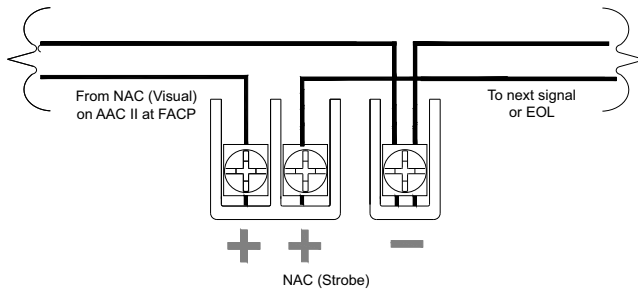 From NAC (Visual)
on AAC II at FACP
To next signal
or EOL
+ + −
NAC (Strobe)